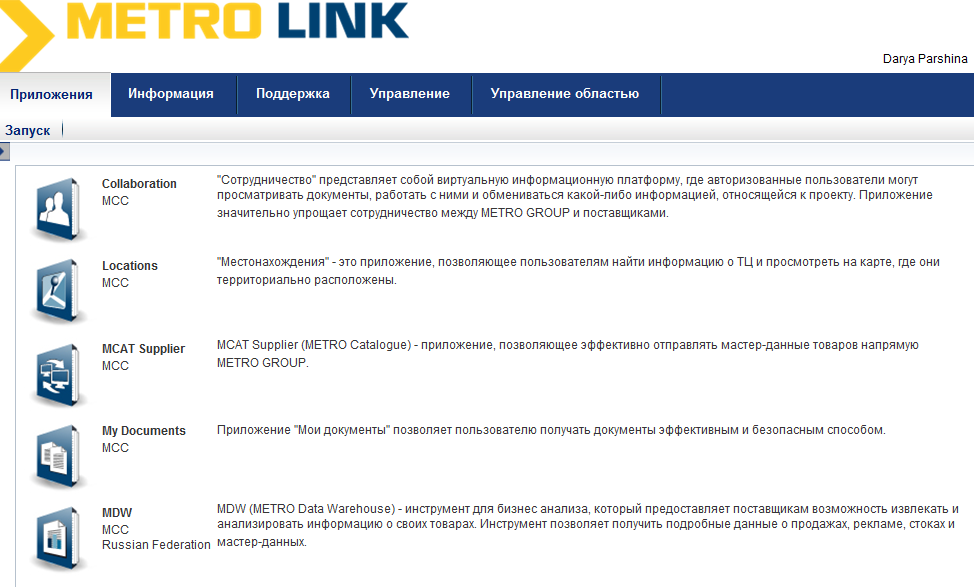 METRO LINK
Darya Parshina
Приложения Информация Поддержка Управление Управление областью
Запуск
Collaboration
MCC
"Сотрудничество" представляет собой виртуальную информационную платформу, где авторизованные пользователи могут
просматривать документы, работать с ними и обмениваться какой-либо информацией, относящейся к проекту. Приложение
значительно упрощает сотрудничество между METRO GROUP и поставщиками.
Locations
MCC
"Местонахождения" - это приложение, позволяющее пользователям найти информацию о ТЦ и просмотреть на карте, где они
территориально расположены.
MCAT Supplier
MCC
MCAT Supplier (METRO Catalogue) - приложение, позволяющее эффективно отправлять мастер-данные товаров напрямую
METRO GROUP.
My Documents
MCC
Приложение "Мои документы" позволяет пользователю получать документы эффективным и безопасным способом.
MDW
MCC
Russian Federation
MDW (METRO Data Warehouse) - инструмент для бизнес анализа, который предоставляет поставщикам возможность извлекать и
анализировать информацию о своих товарах. Инструмент позволяет получить подробные данные о продажах, рекламе, стоках и
мастер-данных.